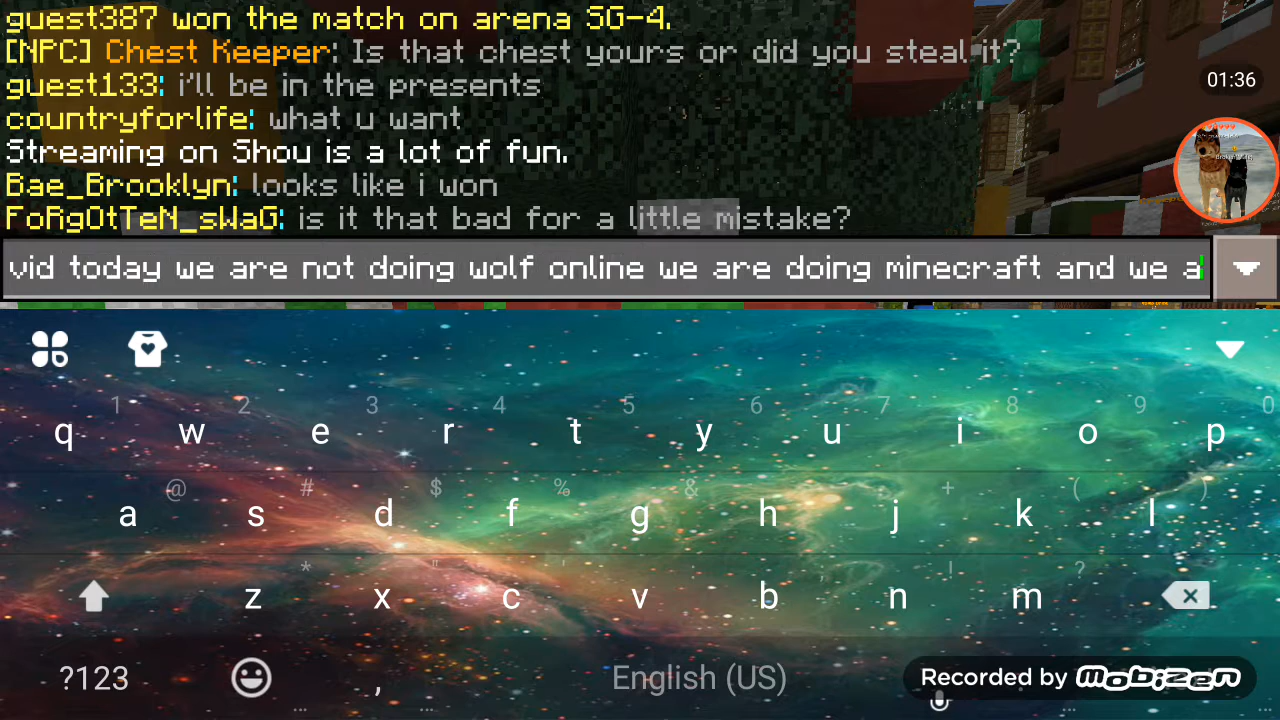 guest387 won the match on arena SG-4.
[NPC] Chest Keeper: Is that chest yours or did you steal it?
guest133: i'll be in the presents
countryforlife: what u want
Streaming on Shou is a lot of fun.
Bae_Brooklyn: looks like i won
FoRgOtTeN_sWaG: is it that bad for a little mistake?
01:36
vid today we are not doing wolf online we are doing minecraft and we a
1 2 3 4 5 6 7 8 9 0
q w e r t y u i o p
@ # $ % & - + ( )
a s d f g h j k l
* " ' : ; ! ?
z x c v b n m
?123 , English (US) .
Recorded by mobizen